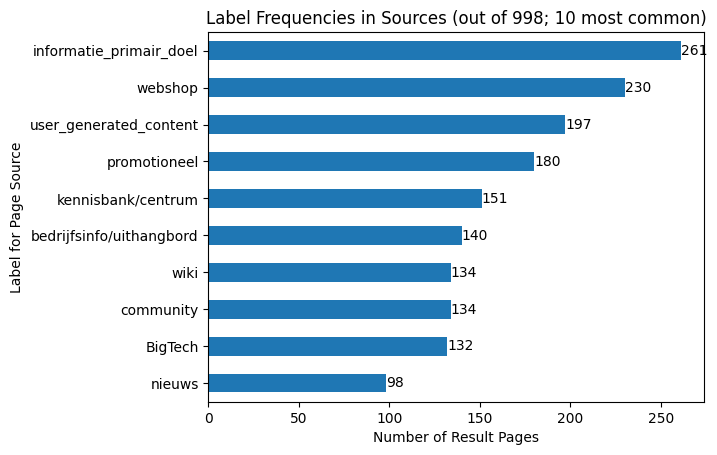 Label Frequencies in Sources (out of 998; 10 most common)
Label for Page Source
informatie_primair_doel 261
webshop 230
user_generated_content 197
promotioneel 180
kennisbank/centrum 151
bedrijfsinfo/uithangbord 140
wiki 134
community 134
BigTech 132
nieuws 98
0 50 100 150 200 250
Number of Result Pages